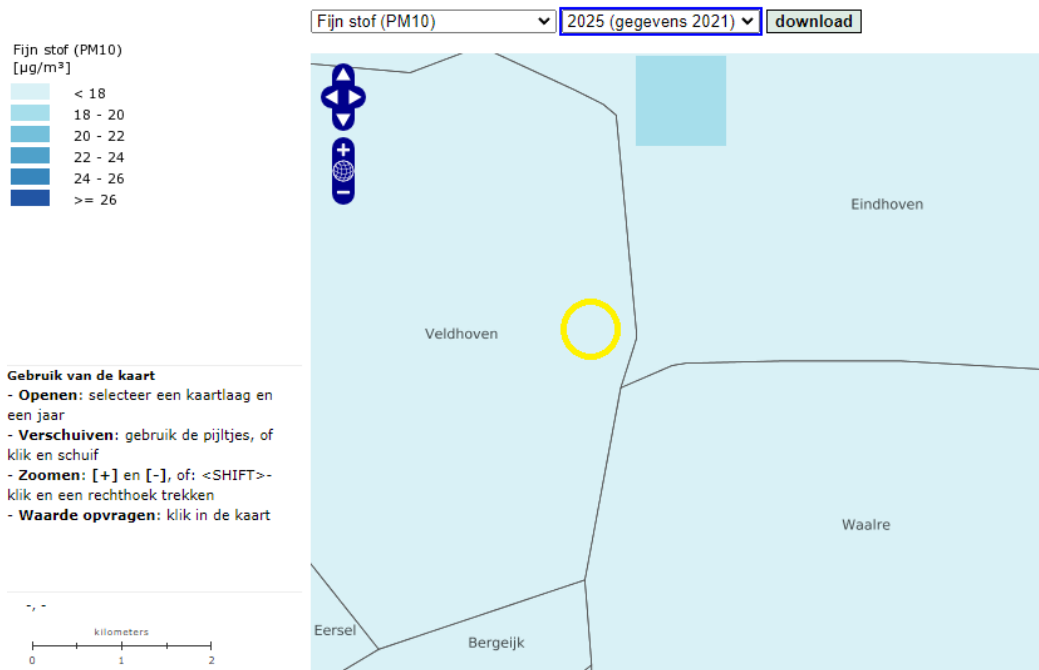 Fijn stof (PM10)
2025 (gegevens 2021)
download
Fijn stof (PM10)
[µg/m³]
< 18
18 - 20
20 - 22
22 - 24
24 - 26
>= 26
Eindhoven
Veldhoven
Waalre
Eersel
Bergeijk
Gebruik van de kaart
- Openen: selecteer een kaartlaag en
een jaar
- Verschuiven: gebruik de pijltjes, of
klik en schuif
- Zoomen: [+] en [-], of: <SHIFT>-
klik en een rechthoek trekken
- Waarde opvragen: klik in de kaart
-, -
kilometers
0 1 2